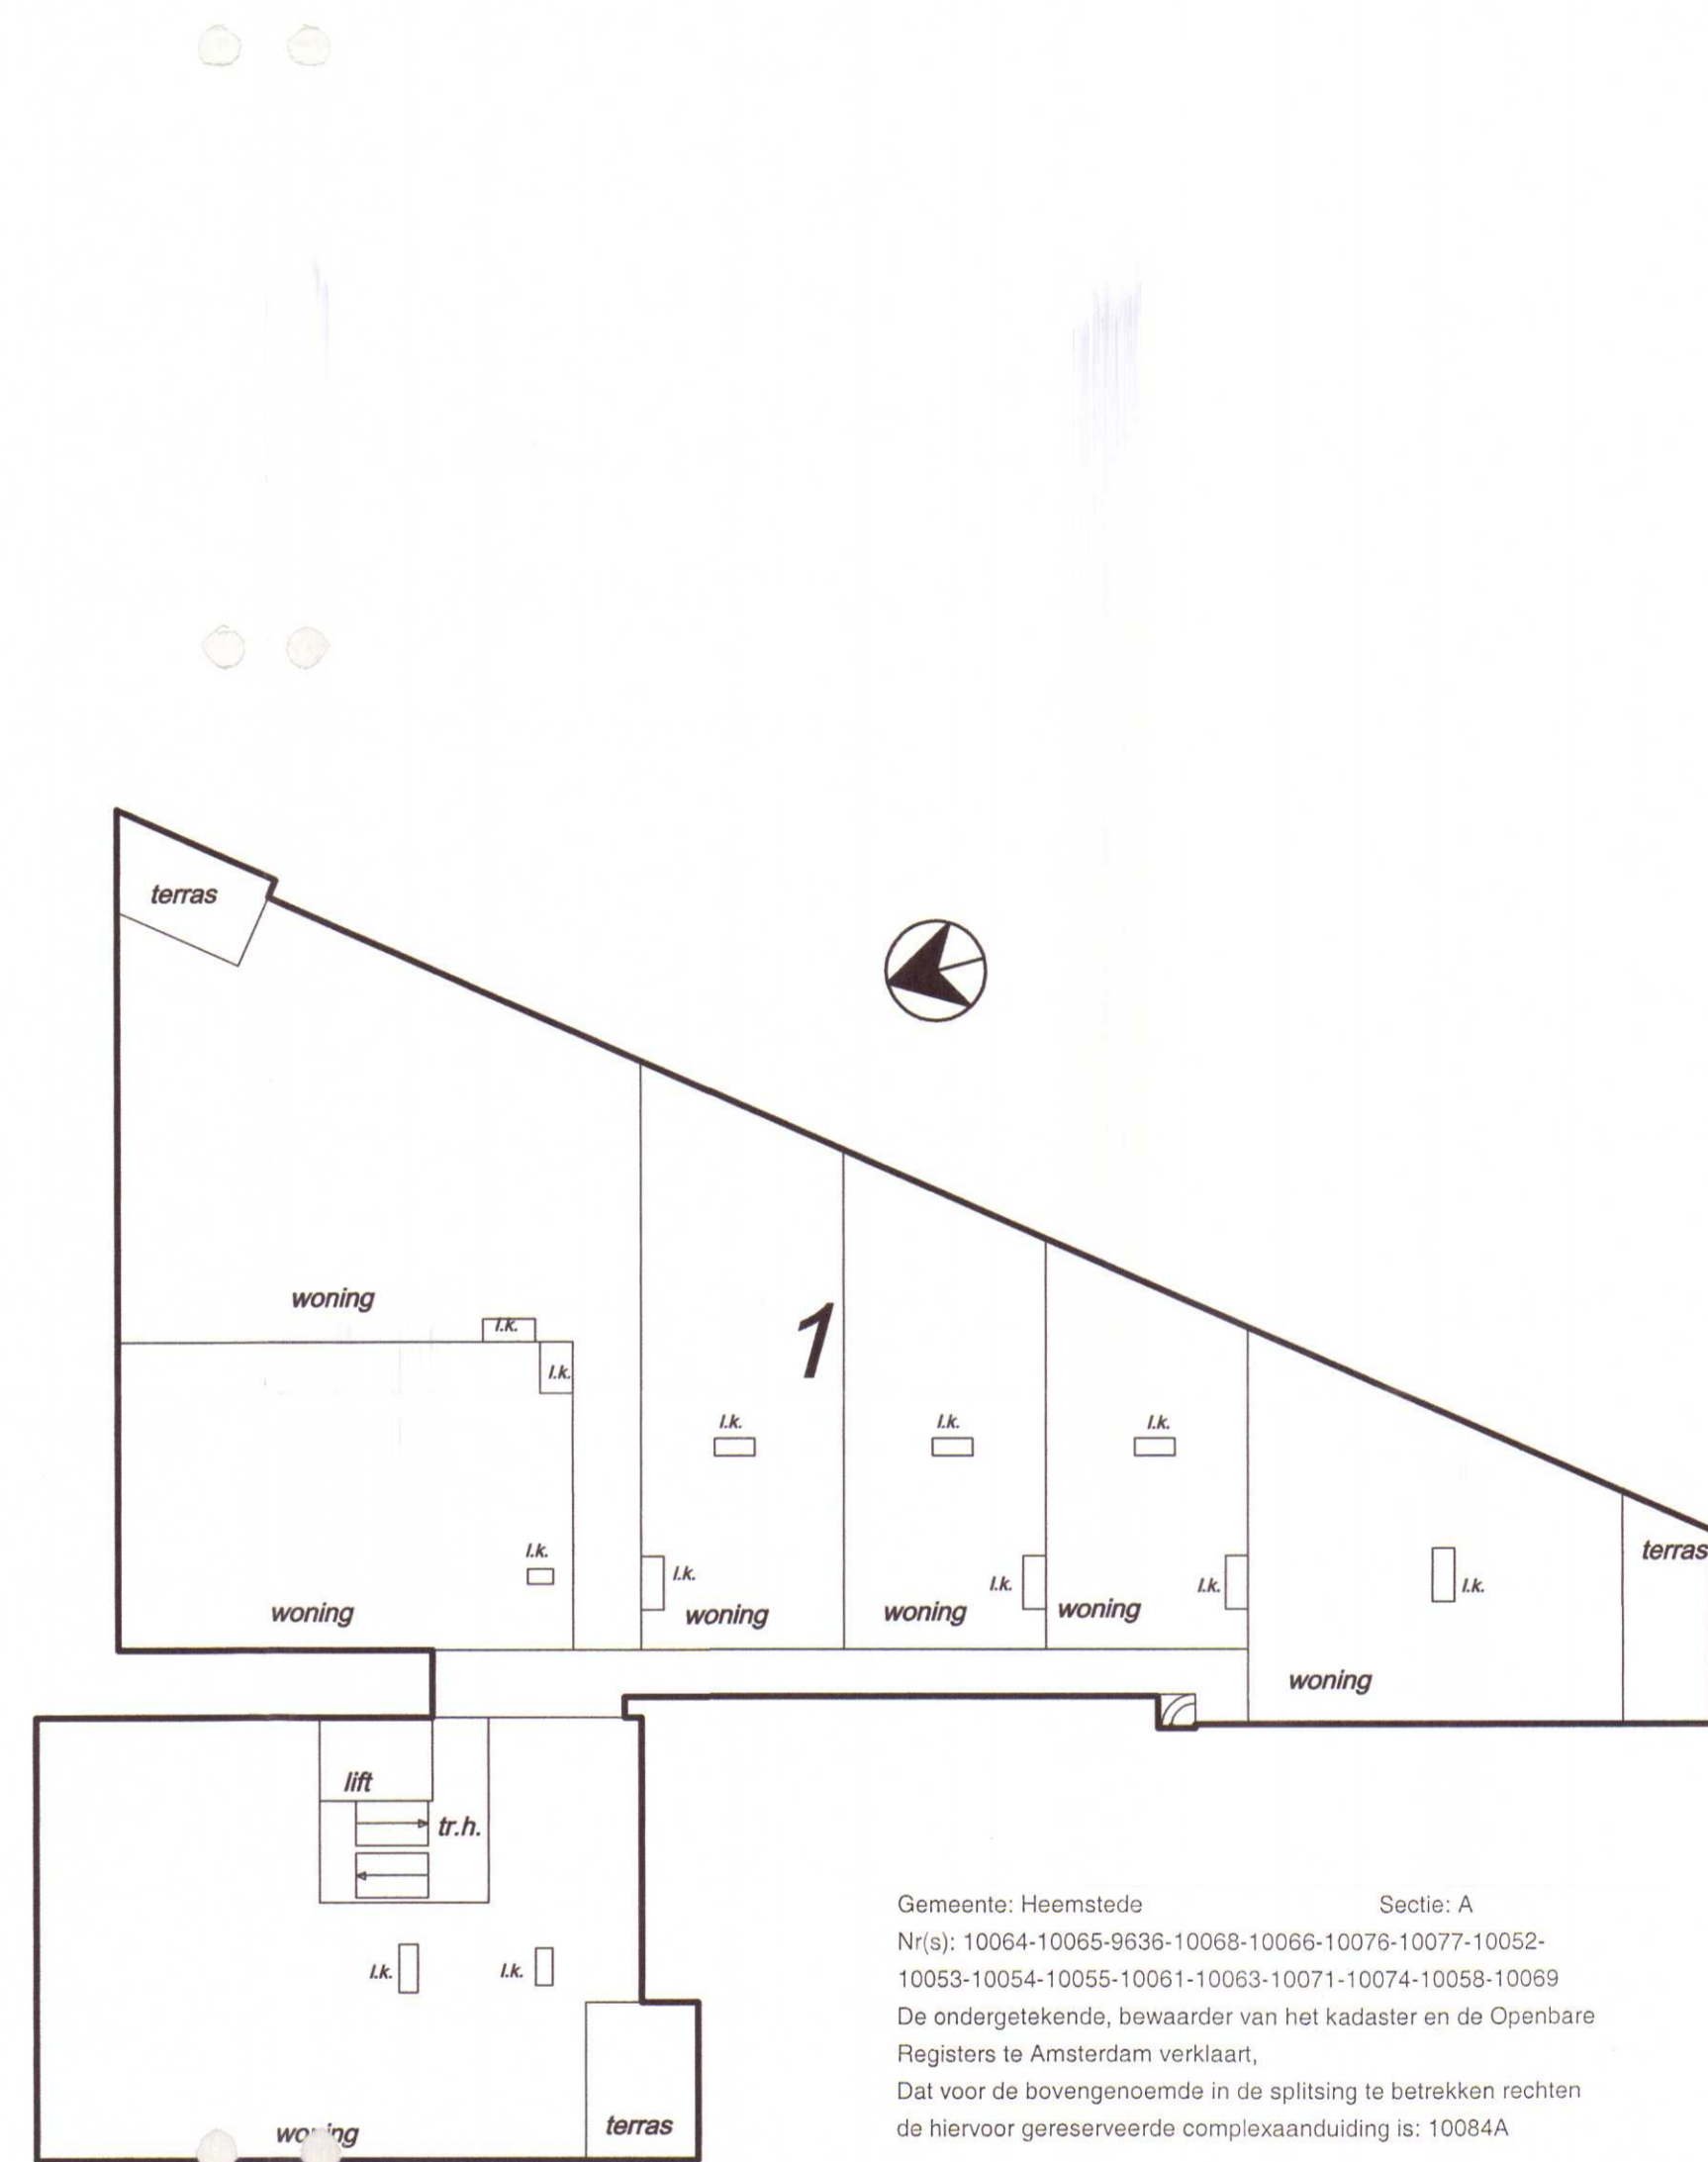 terras
woning
l.k.
l.k.
1
l.k.
l.k.
l.k.
l.k.
l.k.
l.k.
l.k.
l.k.
terras
woning
woning
woning
woning
woning
lift
tr.h.
l.k.
l.k.
woning
terras
Gemeente: Heemstede Sectie: A
Nr(s): 10064-10065-9636-10068-10066-10076-10077-10052-
10053-10054-10055-10061-10063-10071-10074-10058-10069
De ondergetekende, bewaarder van het kadaster en de Openbare
Registers te Amsterdam verklaart,
Dat voor de bovengenoemde in de splitsing te betrekken rechten
de hiervoor gereserveerde complexaanduiding is: 10084A